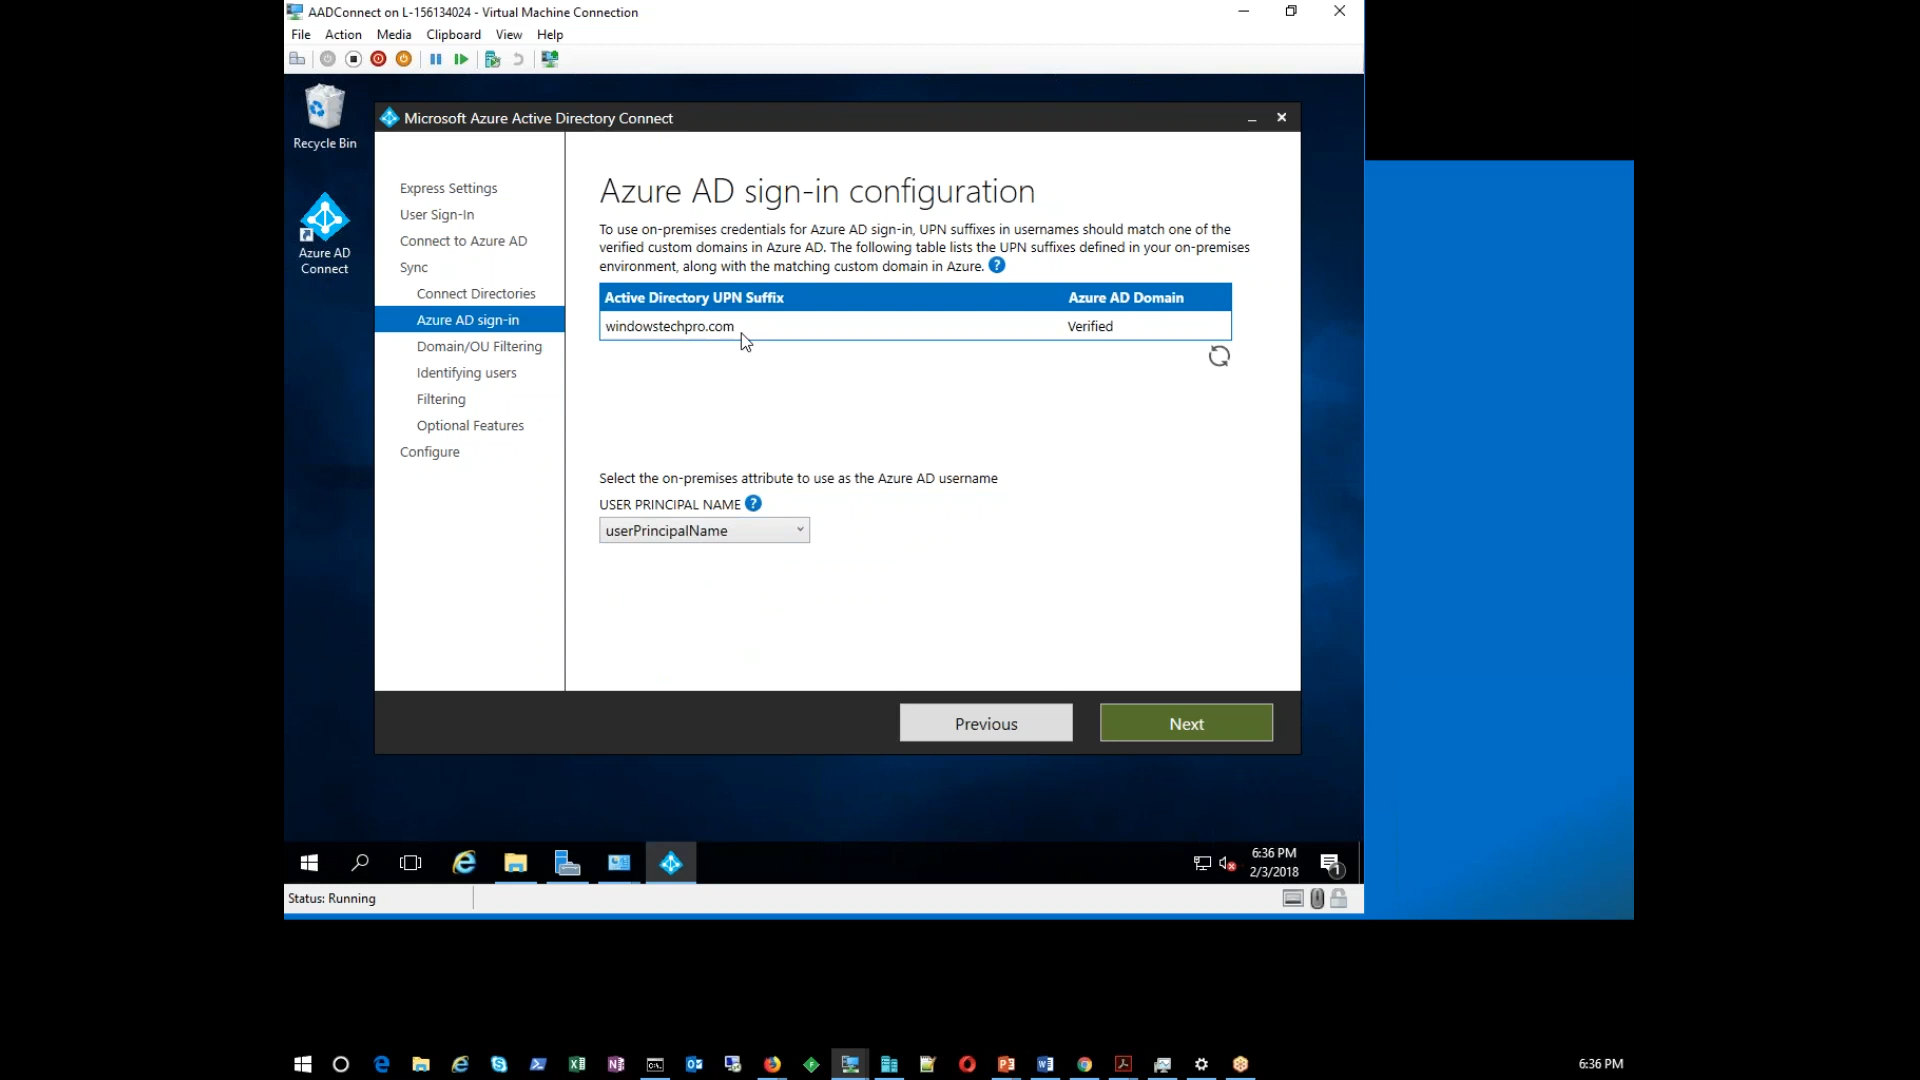 AADConnect on L-156134024 - Virtual Machine Connection
File Action Media Clipboard View Help
Recycle Bin
Azure AD
Connect
Microsoft Azure Active Directory Connect
Express Settings
User Sign-In
Connect to Azure AD
Sync
Connect Directories
Azure AD sign-in
Domain/OU Filtering
Identifying users
Filtering
Optional Features
Configure
Azure AD sign-in configuration
To use on-premises credentials for Azure AD sign-in, UPN suffixes in usernames should match one of the
verified custom domains in Azure AD. The following table lists the UPN suffixes defined in your on-premises
environment, along with the matching custom domain in Azure. ?
Active Directory UPN Suffix Azure AD Domain
windowstechpro.com Verified
Select the on-premises attribute to use as the Azure AD username
USER PRINCIPAL NAME ?
userPrincipalName
Previous Next
6:36 PM
2/3/2018
1
Status: Running
6:36 PM